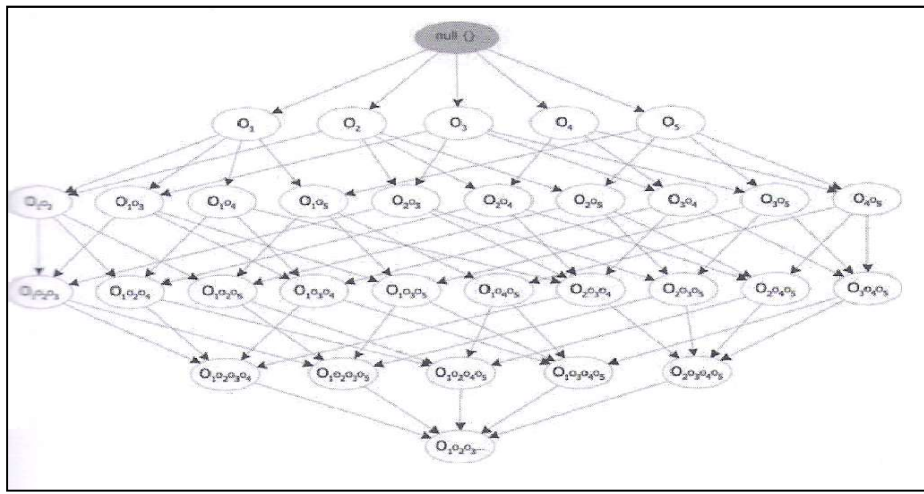 null {}
O₁ O₂ O₃ O₄ O₅
O₁o₂ O₁o₃ O₁o₄ O₁o₅ O₂o₃ O₂o₄ O₂o₅ O₃o₄ O₃o₅ O₄o₅
O₁o₂o₃ O₁o₂o₄ O₁o₂o₅ O₁o₃o₄ O₁o₃o₅ O₁o₄o₅ O₂o₃o₄ O₂o₃o₅ O₂o₄o₅ O₃o₄o₅
O₁o₂o₃o₄ O₁o₂o₃o₅ O₁o₂o₄o₅ O₁o₃o₄o₅ O₂o₃o₄o₅
O₁o₂o₃...